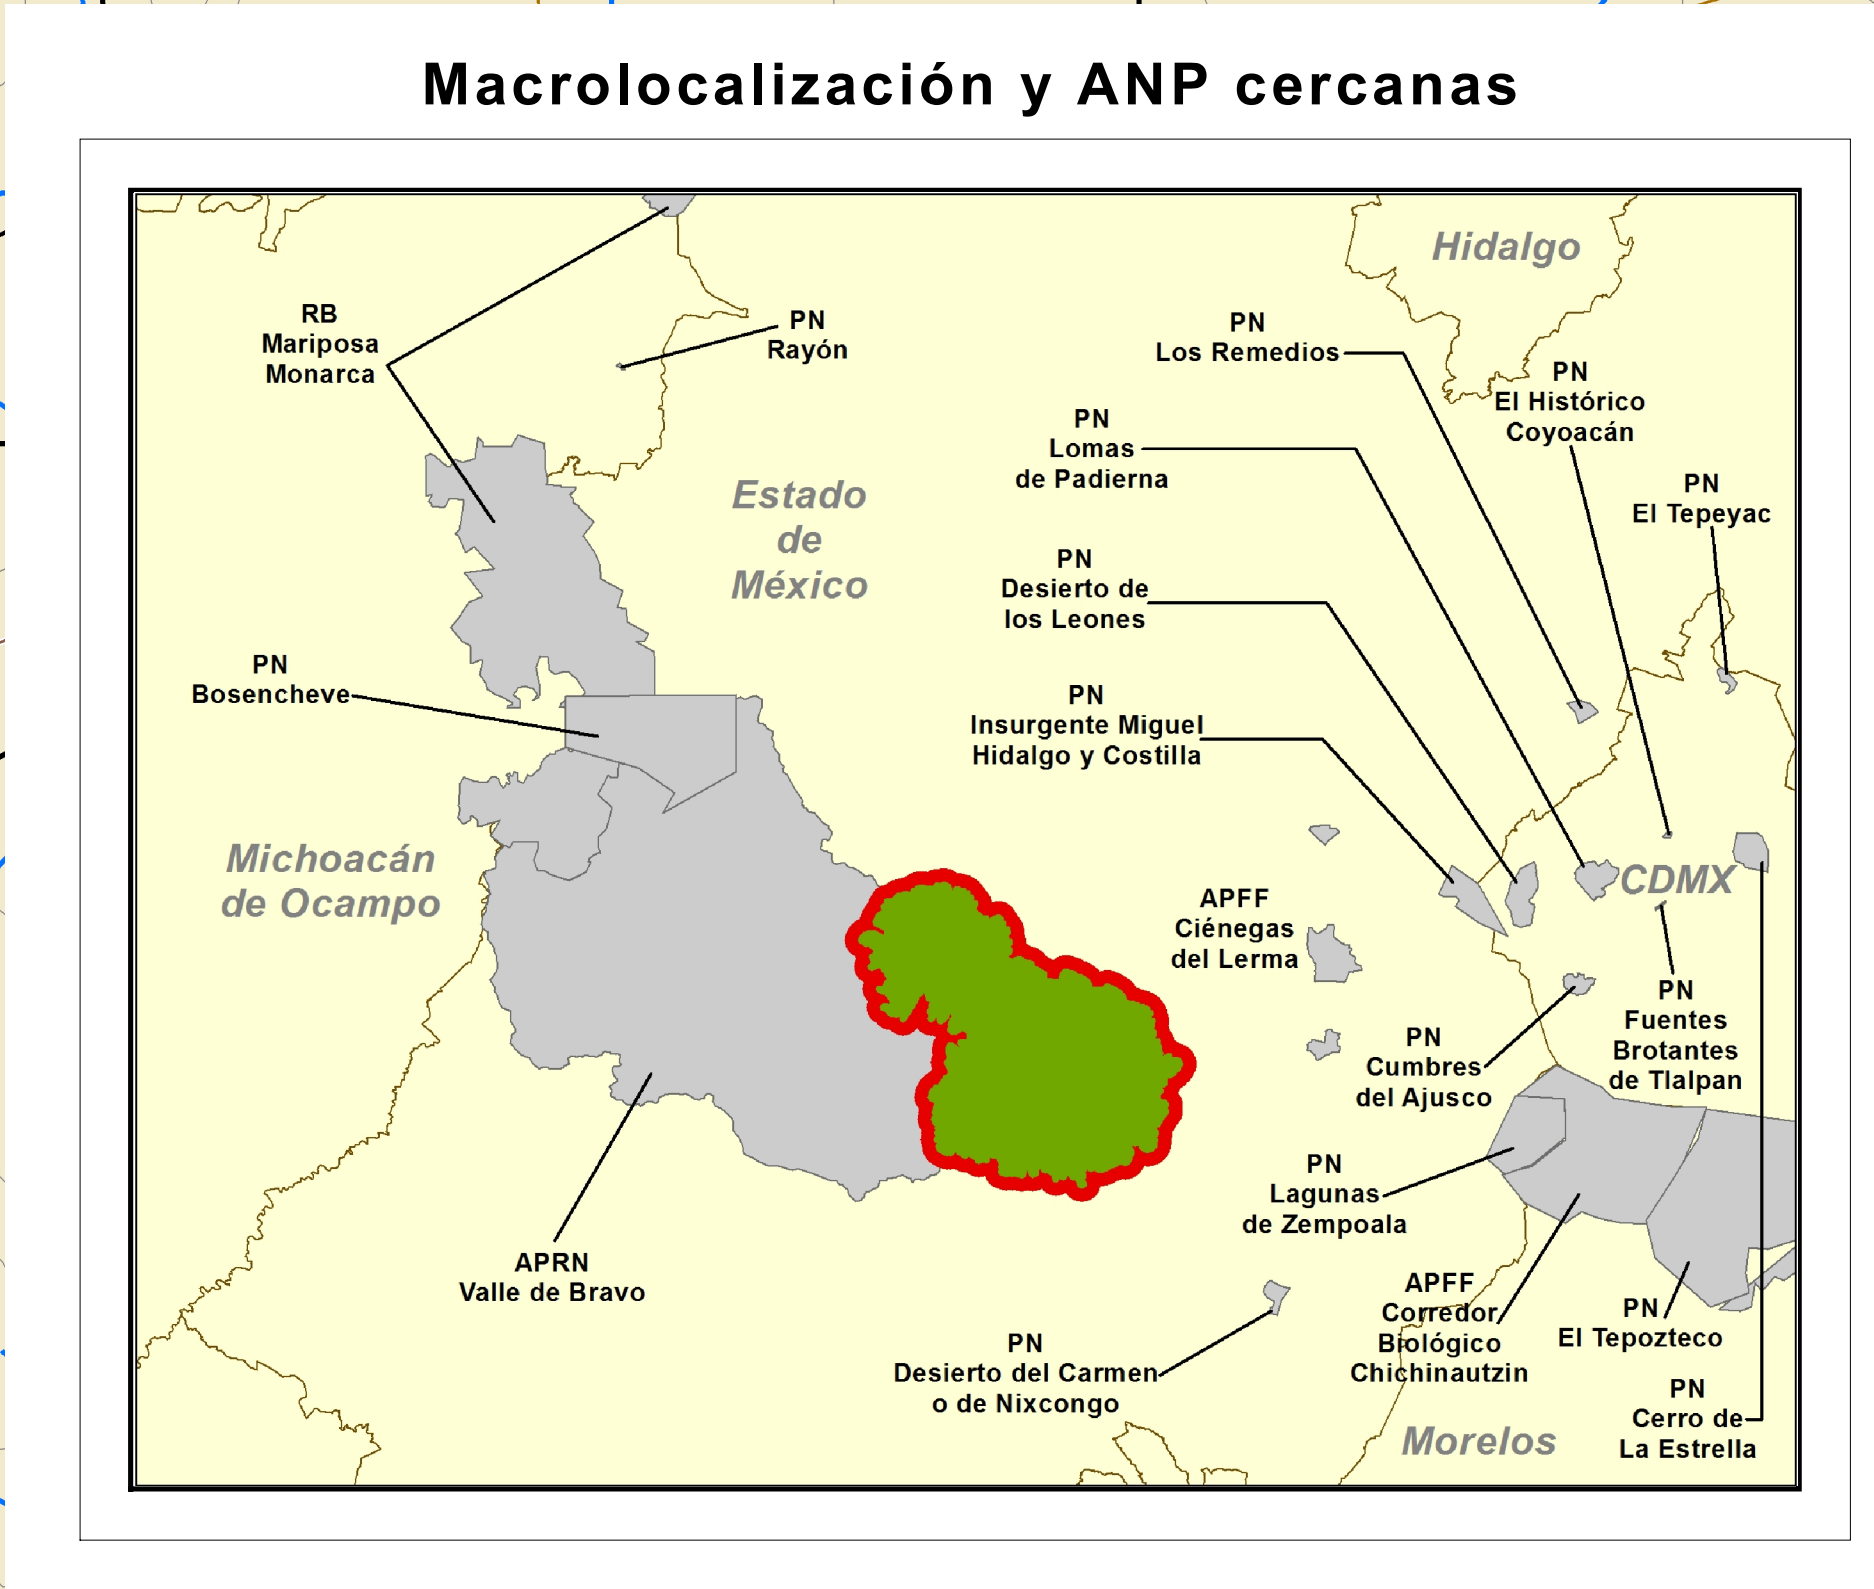 Macrolocalización y ANP cercanas
Hidalgo
RB
Mariposa
Monarca
PN
Rayón
PN
Los Remedios
PN
El Histórico
Coyoacán
PN
Lomas
de Padierna
PN
El Tepeyac
Estado
de
México
PN
Desierto de
los Leones
PN
Bosencheve
PN
Insurgente Miguel
Hidalgo y Costilla
Michoacán
de Ocampo
CDMX
APFF
Ciénegas
del Lerma
PN
Fuentes
Brotantes
de Tlalpan
PN
Cumbres
del Ajusco
PN
Lagunas
de Zempoala
APRN
Valle de Bravo
APFF
Corredor
Biológico
Chichinautzin
PN
El Tepozteco
PN
Desierto del Carmen
o de Nixcongo
PN
Cerro de
La Estrella
Morelos